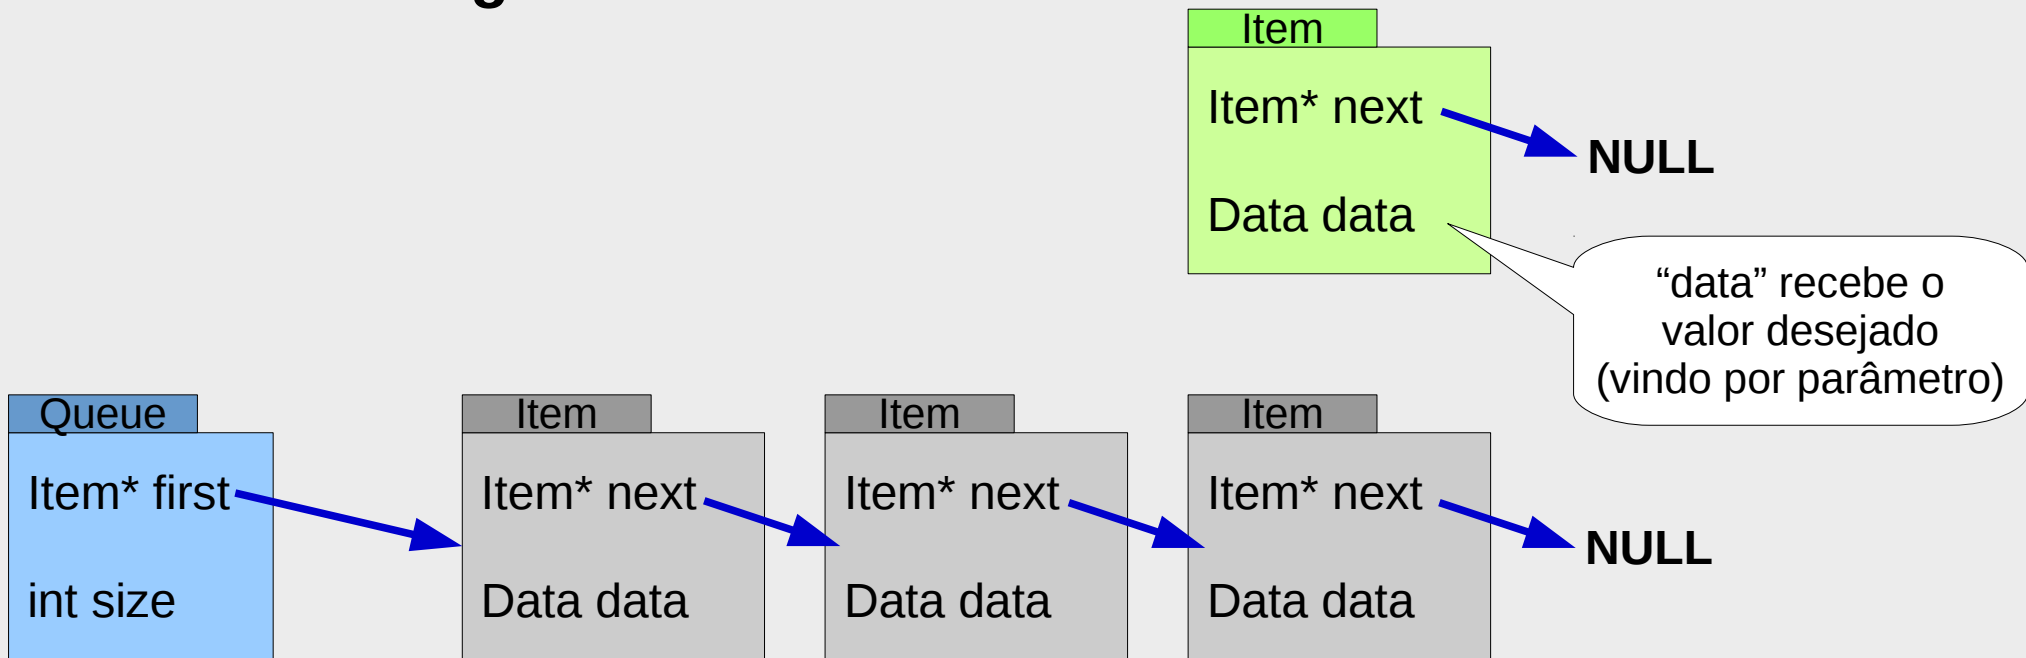 g
Item
Item* next
NULL
Data data
“data” recebe o
valor desejado
(vindo por parâmetro)
Queue
Item* first
int size
Item
Item* next
Data data
Item
Item* next
Data data
Item
Item* next
Data data
NULL